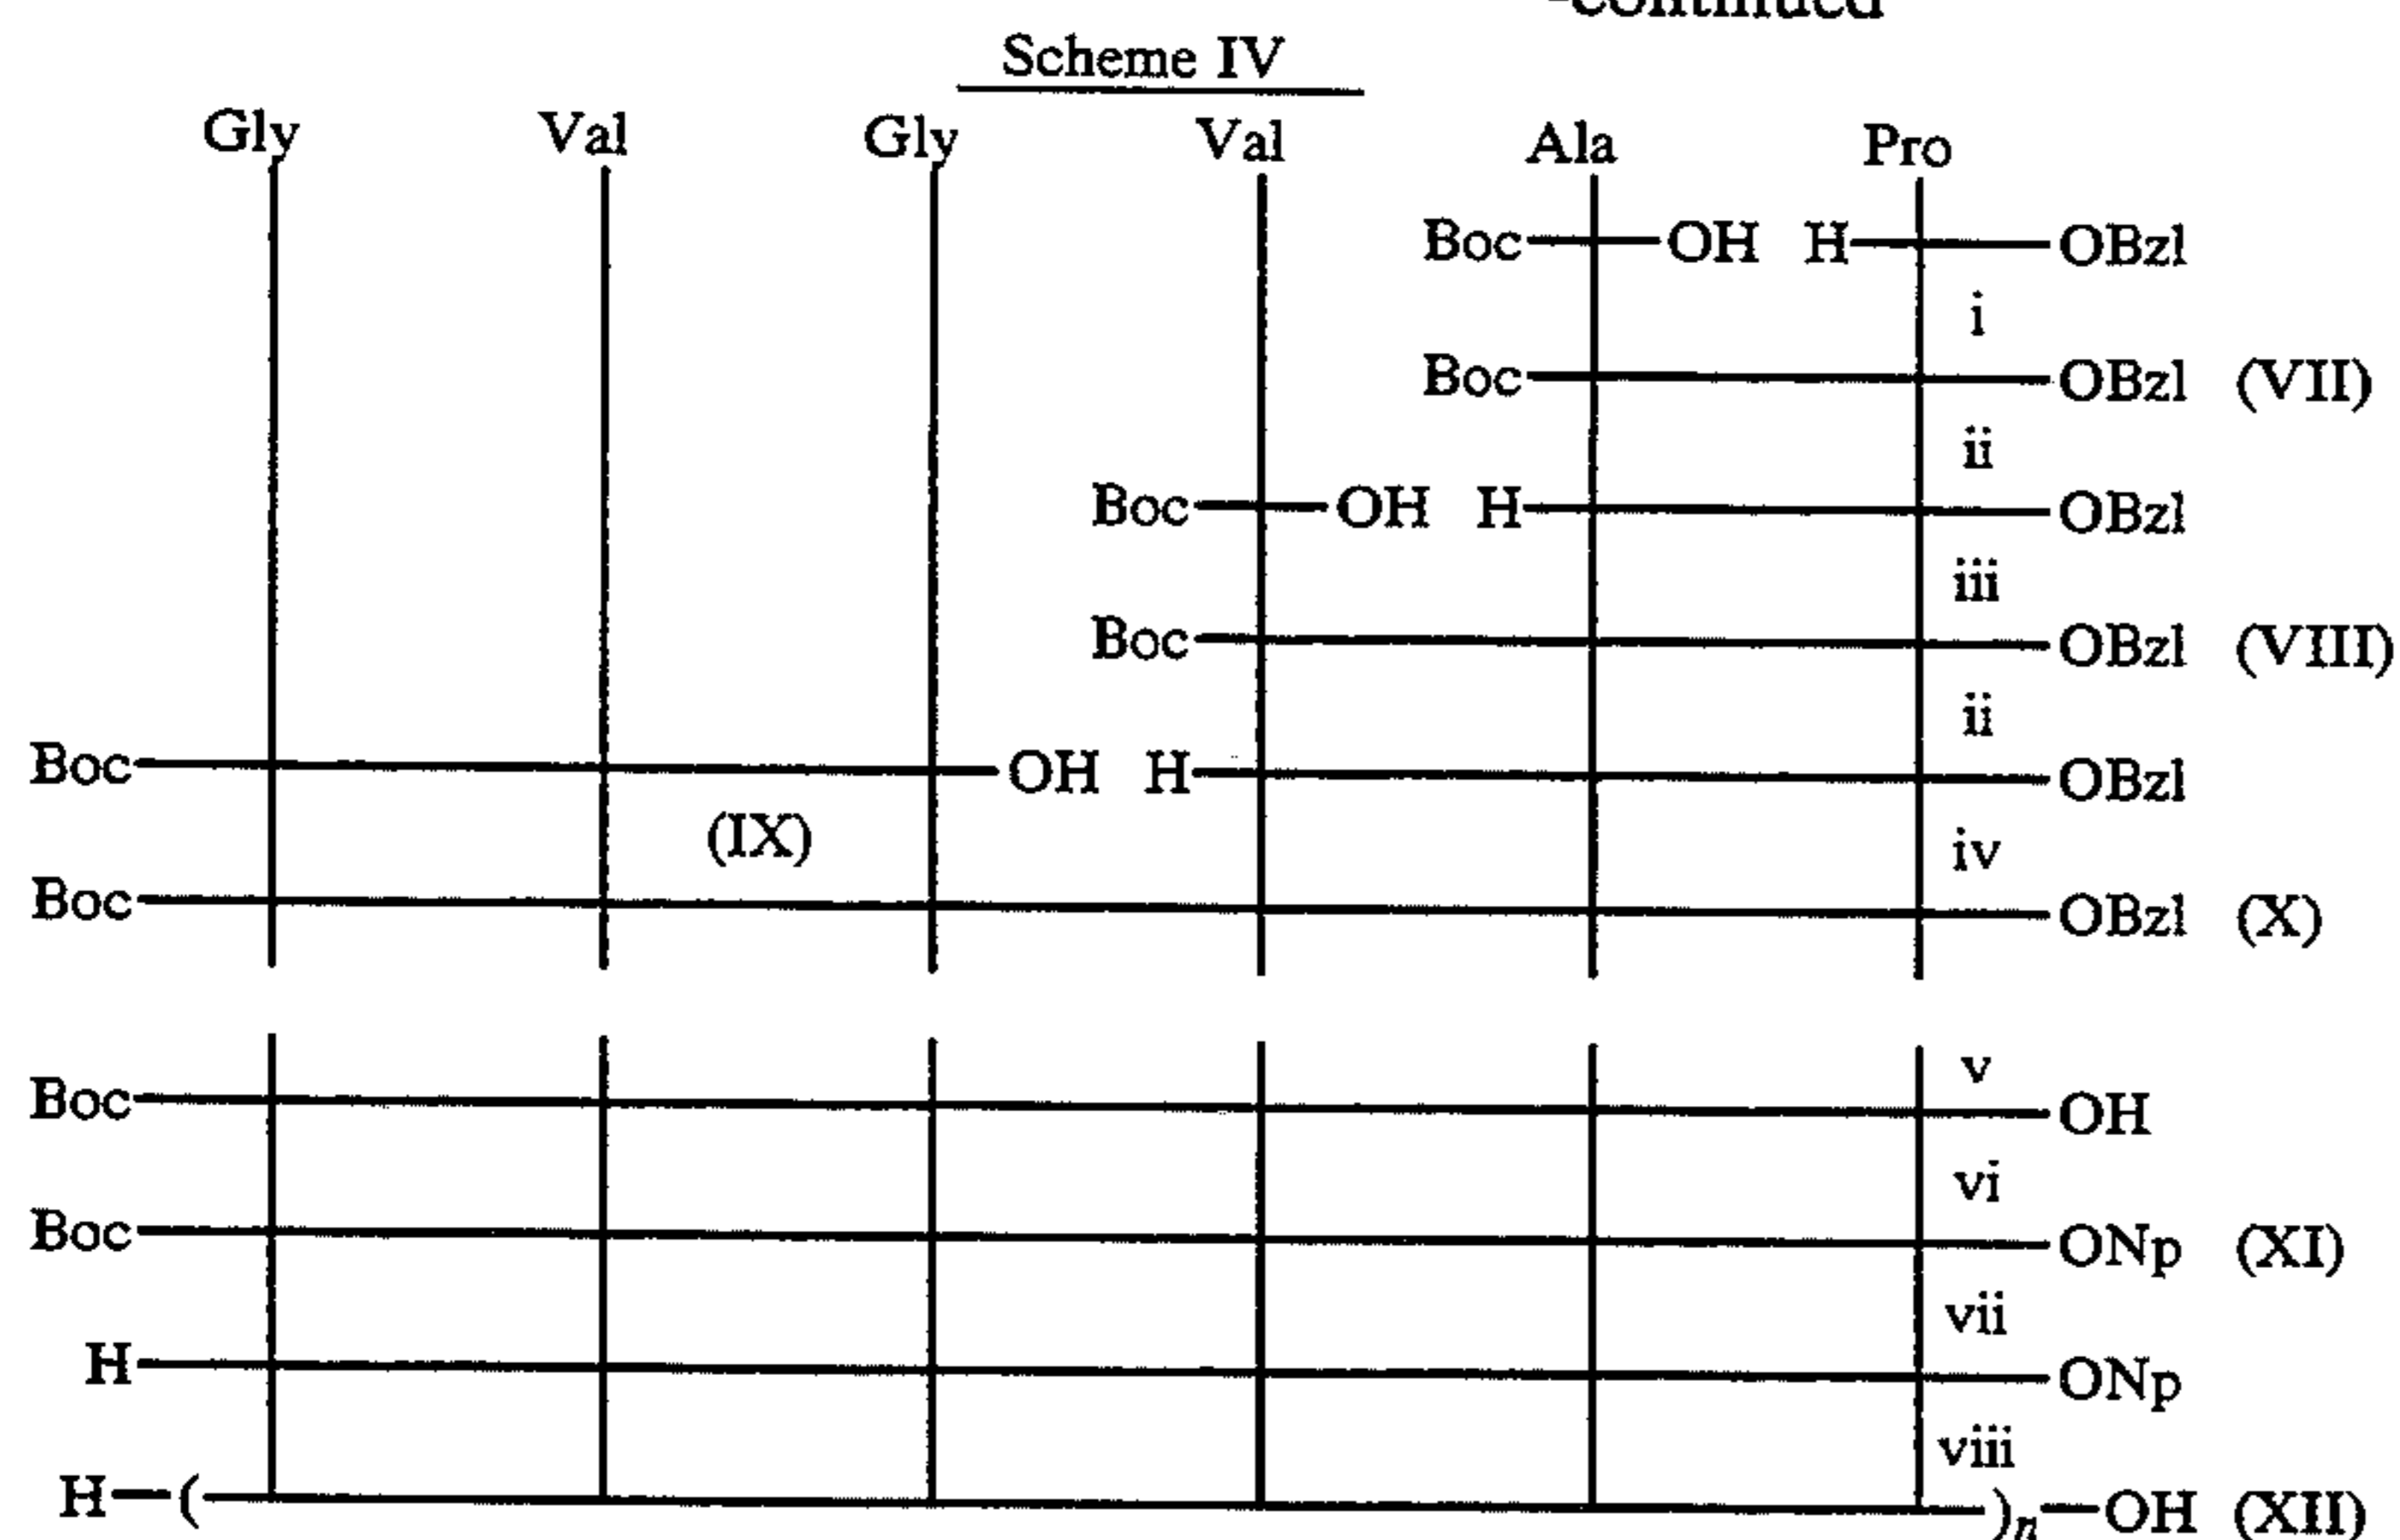 -continued
Scheme IV
Gly Val Gly Val Ala Pro
Boc OH H OBzl
i
Boc OBzl (VII)
ii
Boc OH H OBzl
iii
Boc OBzl (VIII)
ii
Boc OH H OBzl
(IX) iv
Boc OBzl (X)
v
Boc OH
vi
Boc ONp (XI)
vii
H ONp
viii
H ( )n OH (XII)